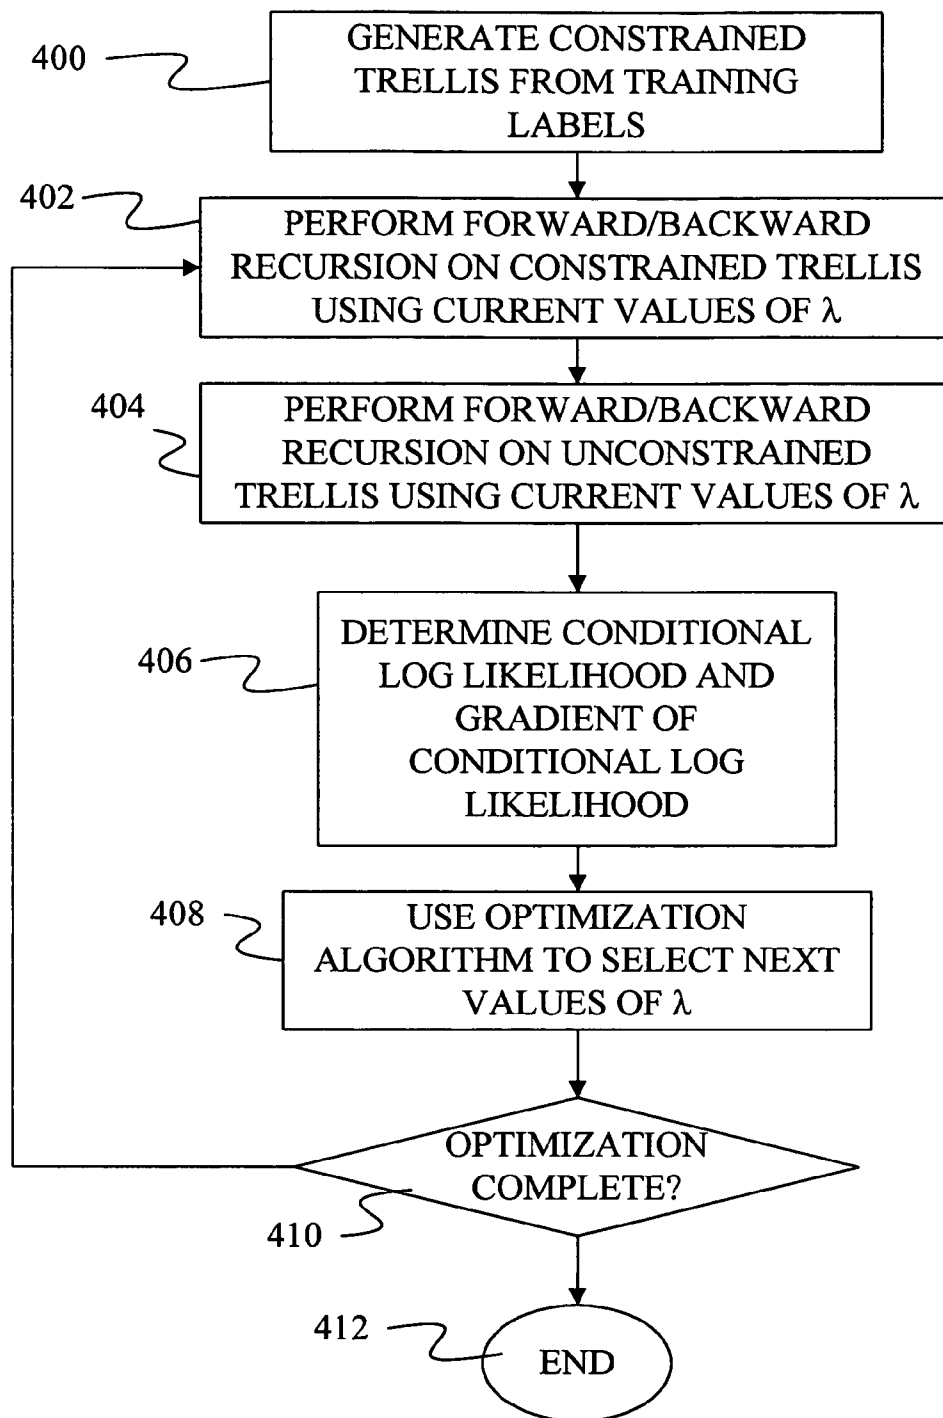 400
GENERATE CONSTRAINED
TRELLIS FROM TRAINING
LABELS
402
PERFORM FORWARD/BACKWARD
RECURSION ON CONSTRAINED TRELLIS
USING CURRENT VALUES OF λ
404
PERFORM FORWARD/BACKWARD
RECURSION ON UNCONSTRAINED
TRELLIS USING CURRENT VALUES OF λ
406
DETERMINE CONDITIONAL
LOG LIKELIHOOD AND
GRADIENT OF
CONDITIONAL LOG
LIKELIHOOD
408
USE OPTIMIZATION
ALGORITHM TO SELECT NEXT
VALUES OF λ
OPTIMIZATION
COMPLETE?
410
412
END